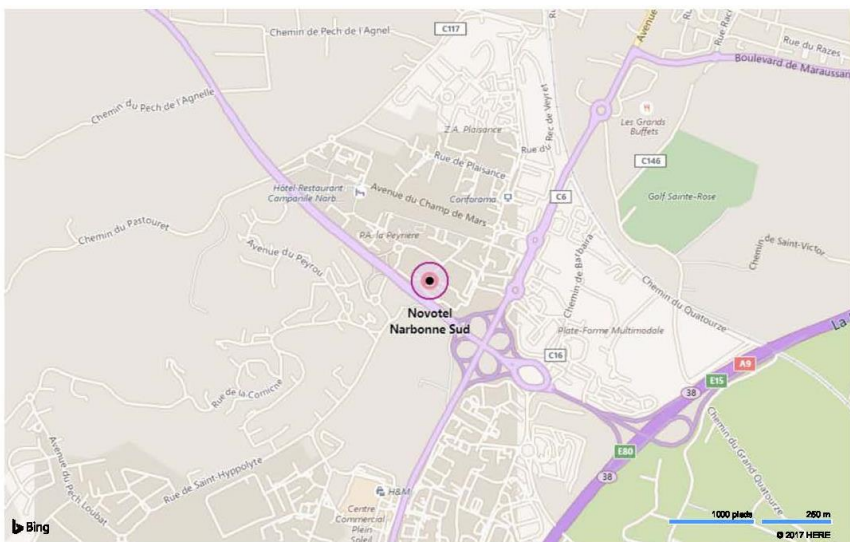 Chemin de Pech de l'Agnel
C117
Avenue
Rue Rac
Rue du Razes
Boulevard de Maraussan
Chemin du Pech de l'Agnelle
Rue du
Rec de Veyret
Les Grands
Buffets
Z.A. Plaisance
Rue de Plaisance
C146
Hôtel-Restaurant
Campanile Narb...
Conforama
C6
Golf Sainte-Rose
Avenue du Champ de Mars
Chemin du Pastouret
P.A. la Peyrière
Avenue du Peyrou
Chemin de Barbaira
Chemin de Saint-Victor
Novotel
Narbonne Sud
Chemin du Quatourze
Plate-Forme Multimodale
La
C16
A9
E15
38
Rue de la Corniche
Chemin du Grand Quatourze
E80
38
Avenue du Pech Loubat
Rue de Saint-Hyppolyte
H&M
Centre
Commercial
Plein
Soleil
Bing
1000 pieds
250 m
© 2017 HERE